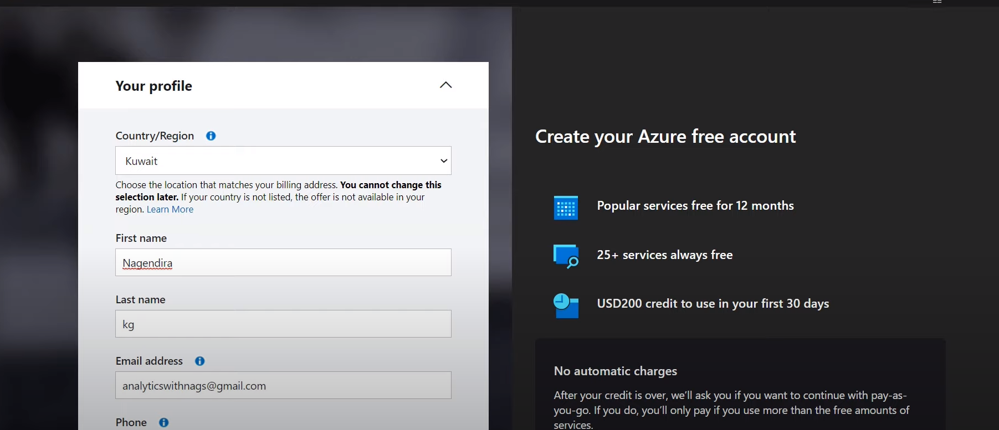 Your profile
Country/Region
Kuwait
Choose the location that matches your billing address. You cannot change this
selection later. If your country is not listed, the offer is not available in your
region. Learn More
First name
Nagendira
Last name
kg
Email address
analyticswithnags@gmail.com
Phone
Create your Azure free account
Popular services free for 12 months
25+ services always free
USD200 credit to use in your first 30 days
No automatic charges
After your credit is over, we'll ask you if you want to continue with pay-as-
you-go. If you do, you'll only pay if you use more than the free amounts of
services.